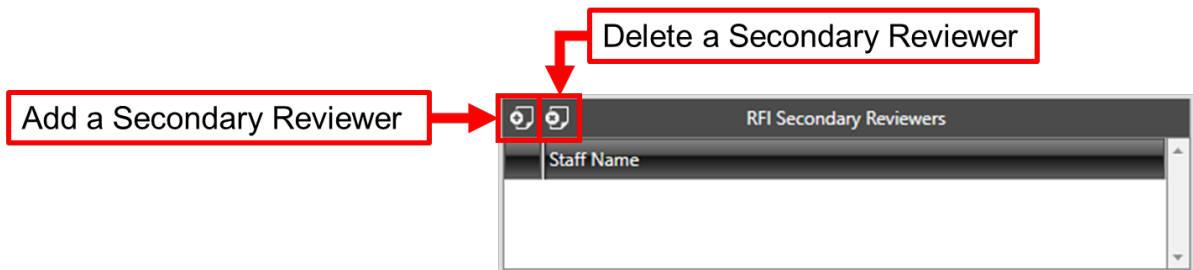 Delete a Secondary Reviewer
Add a Secondary Reviewer
RFI Secondary Reviewers
Staff Name